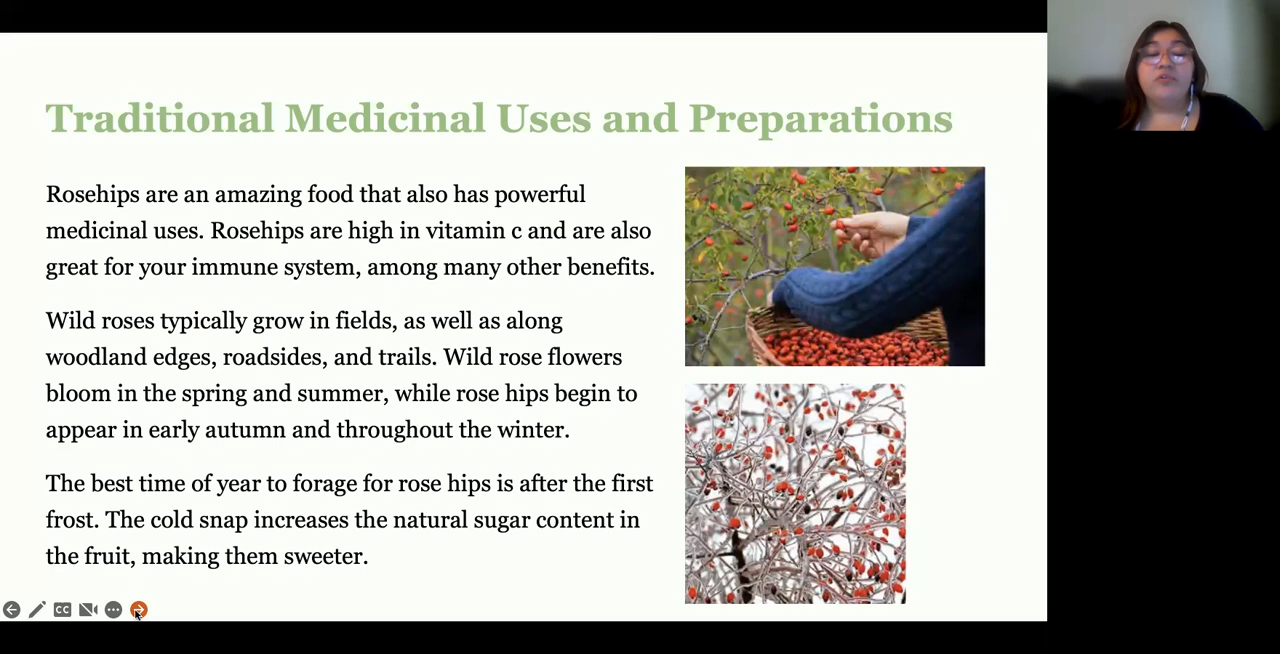 Traditional Medicinal Uses and Preparations
Rosehips are an amazing food that also has powerful
medicinal uses. Rosehips are high in vitamin c and are also
great for your immune system, among many other benefits.
Wild roses typically grow in fields, as well as along
woodland edges, roadsides, and trails. Wild rose flowers
bloom in the spring and summer, while rose hips begin to
appear in early autumn and throughout the winter.
The best time of year to forage for rose hips is after the first
frost. The cold snap increases the natural sugar content in
the fruit, making them sweeter.
CC